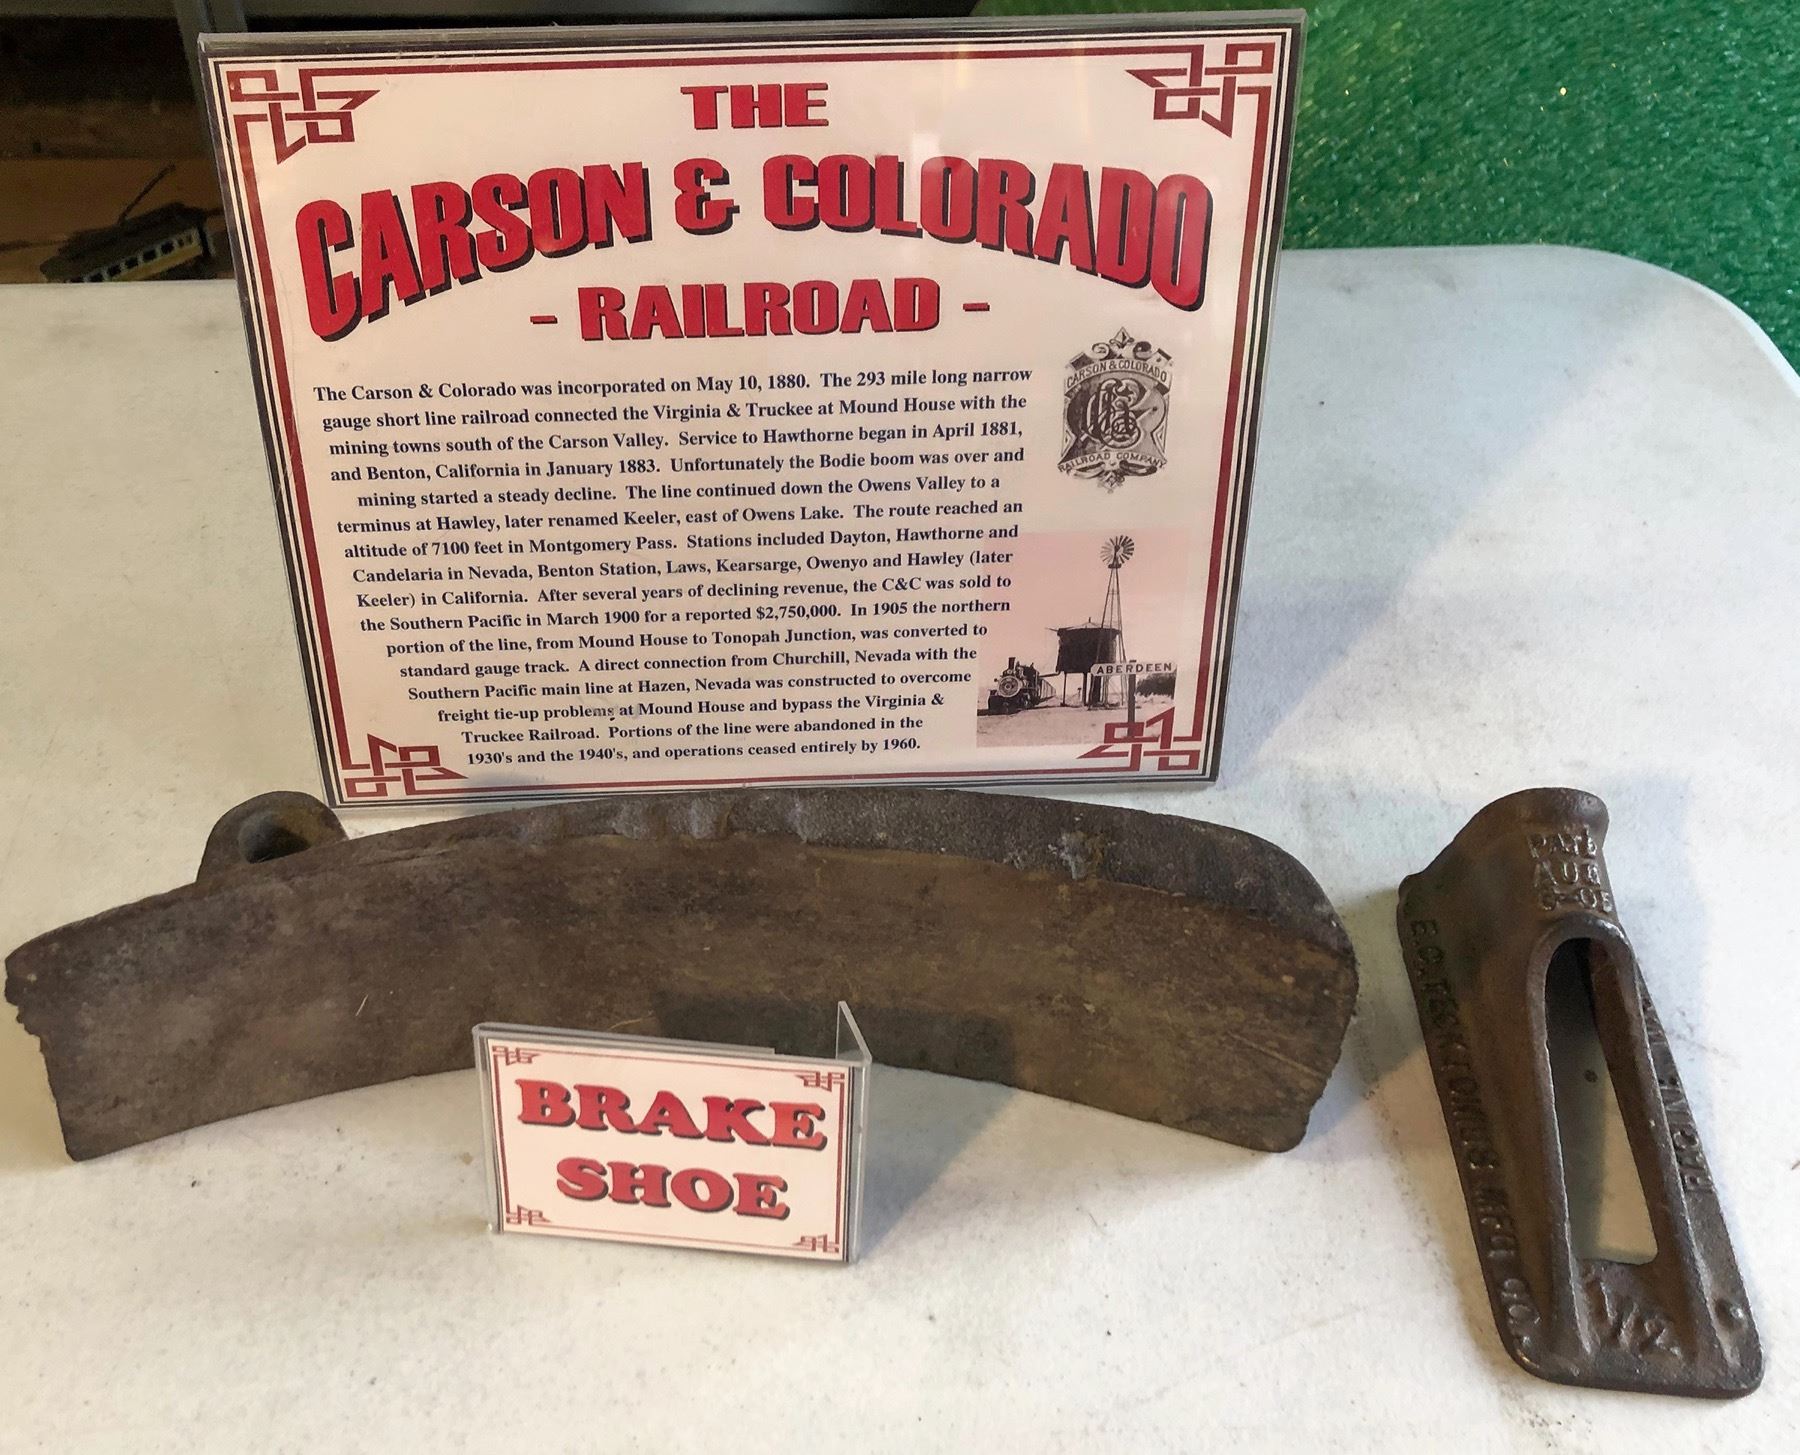 THE
CARSON & COLORADO
- RAILROAD -
The Carson & Colorado was incorporated on May 10, 1880. The 293 mile long narrow
gauge short line railroad connected the Virginia & Truckee at Mound House with the
mining towns south of the Carson Valley. Service to Hawthorne began in April 1881,
and Benton, California in January 1883. Unfortunately the Bodie boom was over and
mining started a steady decline. The line continued down the Owens Valley to a
terminus at Hawley, later renamed Keeler, east of Owens Lake. The route reached an
altitude of 7100 feet in Montgomery Pass. Stations included Dayton, Hawthorne and
Candelaria in Nevada, Benton Station, Laws, Kearsarge, Owenyo and Hawley (later
Keeler) in California. After several years of declining revenue, the C&C was sold to
the Southern Pacific in March 1900 for a reported $2,750,000. In 1905 the northern
portion of the line, from Mound House to Tonopah Junction, was converted to
standard gauge track. A direct connection from Churchill, Nevada with the
Southern Pacific main line at Hazen, Nevada was constructed to overcome
freight tie-up problems at Mound House and bypass the Virginia &
Truckee Railroad. Portions of the line were abandoned in the
1930's and the 1940's, and operations ceased entirely by 1960.
CARSON & COLORADO
RAILROAD COMPANY
ABERDEEN
BRAKE
SHOE
PAT'D
AUG
RACINE
1/2